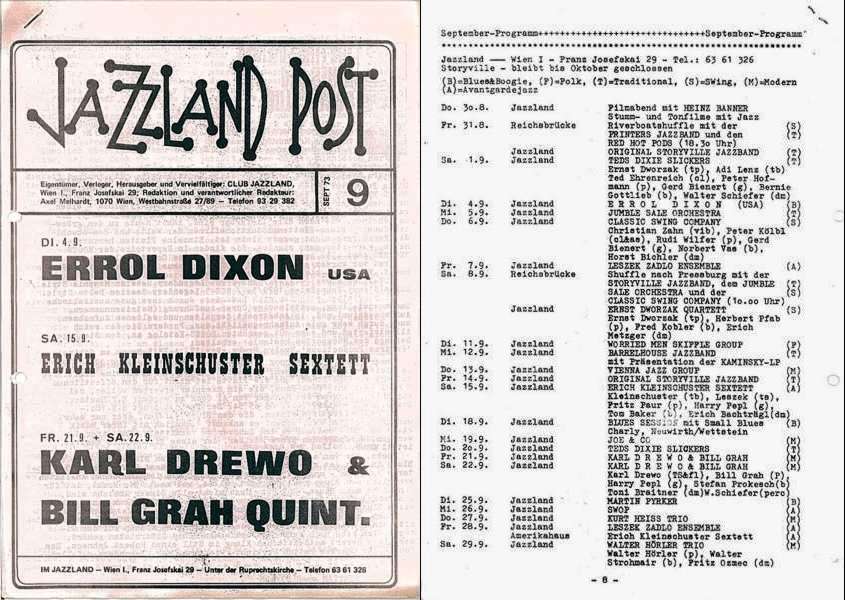 JAZZLAND POST
Eigentümer, Verleger, Herausgeber und Vervielfältiger: CLUB JAZZLAND,
Wien I., Franz Josefskai 29; Redaktion und verantwortlicher Redakteur:
Axel Melhardt, 1070 Wien, Westbahnstraße 27/89 — Telefon 93 29 382
SEPT 73
9
DI. 4.9.
ERROL DIXON USA
SA. 15.9.
ERICH KLEINSCHUSTER SEXTETT
FR. 21.9. + SA. 22.9.
KARL DREWO &
BILL GRAH QUINT.
IM JAZZLAND — Wien I., Franz Josefskai 29 — Unter der Ruprechtskirche — Telefon 63 61 326
September-Programm++++++++++++++++++++++++++++++++++September-Programm
Jazzland —— Wien I - Franz Josefskai 29 - Tel.: 63 61 326
Storyville - bleibt bis Oktober geschlossen
(B)=Blues&Boogie, (F)=Folk, (T)=Traditional, (S)=SWing, (M)=Modern
(A)=Avantgardejazz
Do. 30.8. Jazzland Filmabend mit HEINZ BANNER
Stumm- und Tonfilme mit Jazz
Fr. 31.8. Reichsbrücke Riverboatshuffle mit der (S)
PRINTERS JAZZBAND und den (T)
RED HOT PODS (18.30 Uhr)
Jazzland ORIGINAL STORYVILLE JAZZBAND (T)
Sa. 1.9. Jazzland TEDS DIXIE SLICKERS (T)
Ernst Dworzak (tp), Adi Lenz (tb)
Ted Ehrenreich (cl), Peter Hof-
mann (p), Gerd Bienert (g), Bernie
Gottlieb (b), Walter Schiefer (dm)
Di. 4.9. Jazzland E R R O L D I X O N (USA) (B)
Mi. 5.9. Jazzland JUMBLE SALE ORCHESTRA (T)
Do. 6.9. Jazzland CLASSIC SWING COMPANY (S)
Christian Zahn (vib), Peter Kölbl
(cl&as), Rudi Wilfer (p), Gerd
Bienert (g), Norbert Vas (b),
Horst Bichler (dm)
Fr. 7.9. Jazzland LESZEK ZADLO ENSEMBLE (A)
Sa. 8.9. Reichsbrücke Shuffle nach Pressburg mit der
STORYVILLE JAZZBAND, dem JUMBLE (T)
SALE ORCHESTRA und der (S)
CLASSIC SWING COMPANY (10.00 Uhr)
Jazzland ERNST DWORZAK QUARTETT (S)
Ernst Dworzak (tp), Herbert Pfab
(p), Fred Kobler (b), Erich
Metzger (dm)
Di. 11.9. Jazzland WORRIED MEN SKIFFLE GROUP (F)
Mi. 12.9. Jazzland BARRELHOUSE JAZZBAND (T)
mit Präsentation der KAMINSKY-LP
Do. 13.9. Jazzland VIENNA JAZZ GROUP (M)
Fr. 14.9. Jazzland ORIGINAL STORYVILLE JAZZBAND (T)
Sa. 15.9. Jazzland ERICH KLEINSCHUSTER SEXTETT (A)
Kleinschuster (tb), Leszek (ts),
Fritz Paur (p), Harry Pepl (g),
Tom Baker (b), Erich Bachträgl(dm)
Di. 18.9. Jazzland BLUES SESSION mit Small Blues (B)
Charly, Neuwirth/Wettstein
Mi. 19.9. Jazzland JOE & CO (M)
Do. 20.9. Jazzland TEDS DIXIE SLICKERS (T)
Fr. 21.9. Jazzland KARL D R E W O & BILL GRAH (M)
Sa. 22.9. Jazzland KARL D R E W O & BILL GRAH (M)
Karl Drewo (TS&fl), Bill Grah (P),
Harry Pepl (g), Stefan Prokesch(b)
Toni Breitner (dm)W.Schiefer(perc)
Di. 25.9. Jazzland MARTIN PYRKER (B)
Mi. 26.9. Jazzland SWOP (A)
Do. 27.9. Jazzland KURT HEISS TRIO (M)
Fr. 28.9. Jazzland LESZEK ZADLO ENSEMBLE (A)
Amerikahaus Erich Kleinschuster Sextett (A)
Sa. 29.9. Jazzland WALTER HÖRLER TRIO (M)
Walter Hörler (p), Walter
Strohmair (b), Fritz Ozmec (dm)
- 8 -